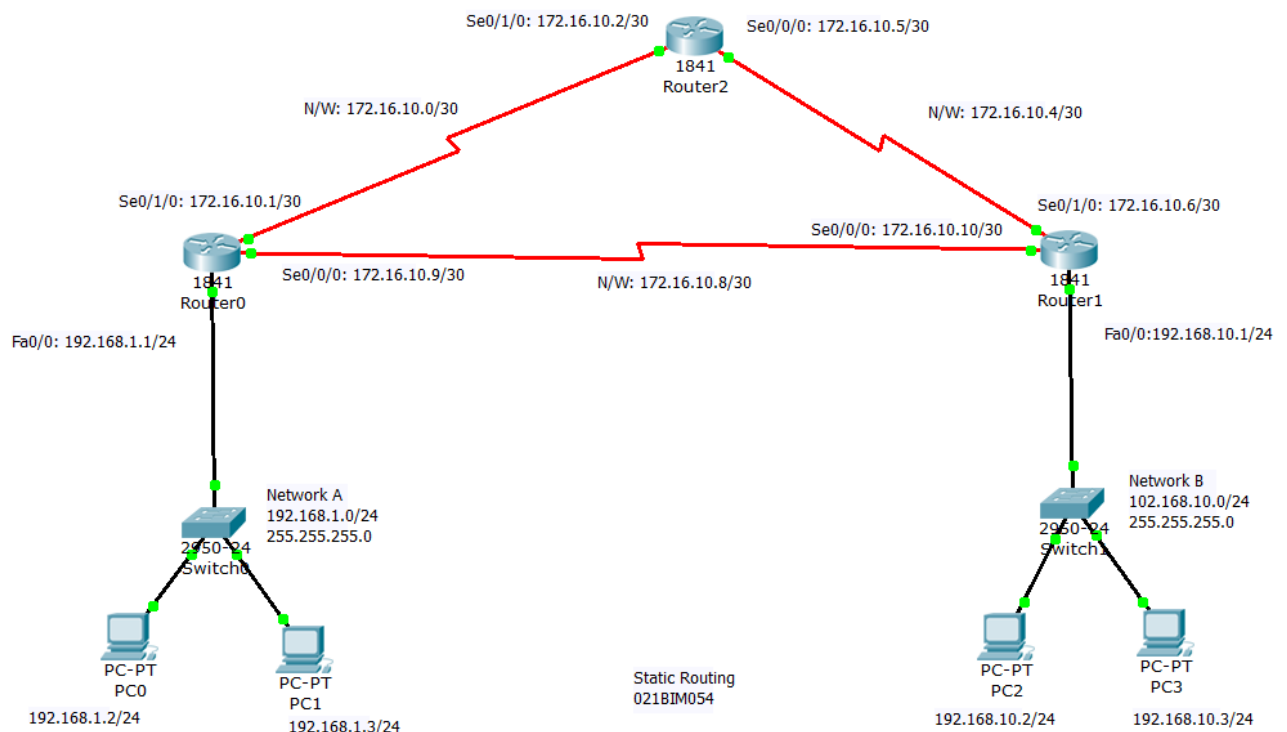 Se0/1/0: 172.16.10.2/30
Se0/0/0: 172.16.10.5/30
1841
Router2
N/W: 172.16.10.0/30
N/W: 172.16.10.4/30
Se0/1/0: 172.16.10.1/30
Se0/1/0: 172.16.10.6/30
Se0/0/0: 172.16.10.10/30
1841
Router0
Se0/0/0: 172.16.10.9/30
N/W: 172.16.10.8/30
1841
Router1
Fa0/0: 192.168.1.1/24
Fa0/0:192.168.10.1/24
Network A
192.168.1.0/24
255.255.255.0
2950-24
Switch0
Network B
102.168.10.0/24
255.255.255.0
2950-24
Switch1
PC-PT
PC0
192.168.1.2/24
PC-PT
PC1
192.168.1.3/24
Static Routing
021BIM054
PC-PT
PC2
192.168.10.2/24
PC-PT
PC3
192.168.10.3/24